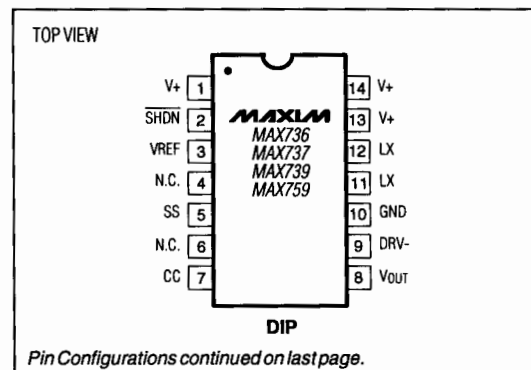 TOP VIEW
V+ 1
SHDN 2
VREF 3
N.C. 4
SS 5
N.C. 6
CC 7
MAXIM
MAX736
MAX737
MAX739
MAX759
14 V+
13 V+
12 LX
11 LX
10 GND
9 DRV-
8 VOUT
DIP
Pin Configurations continued on last page.